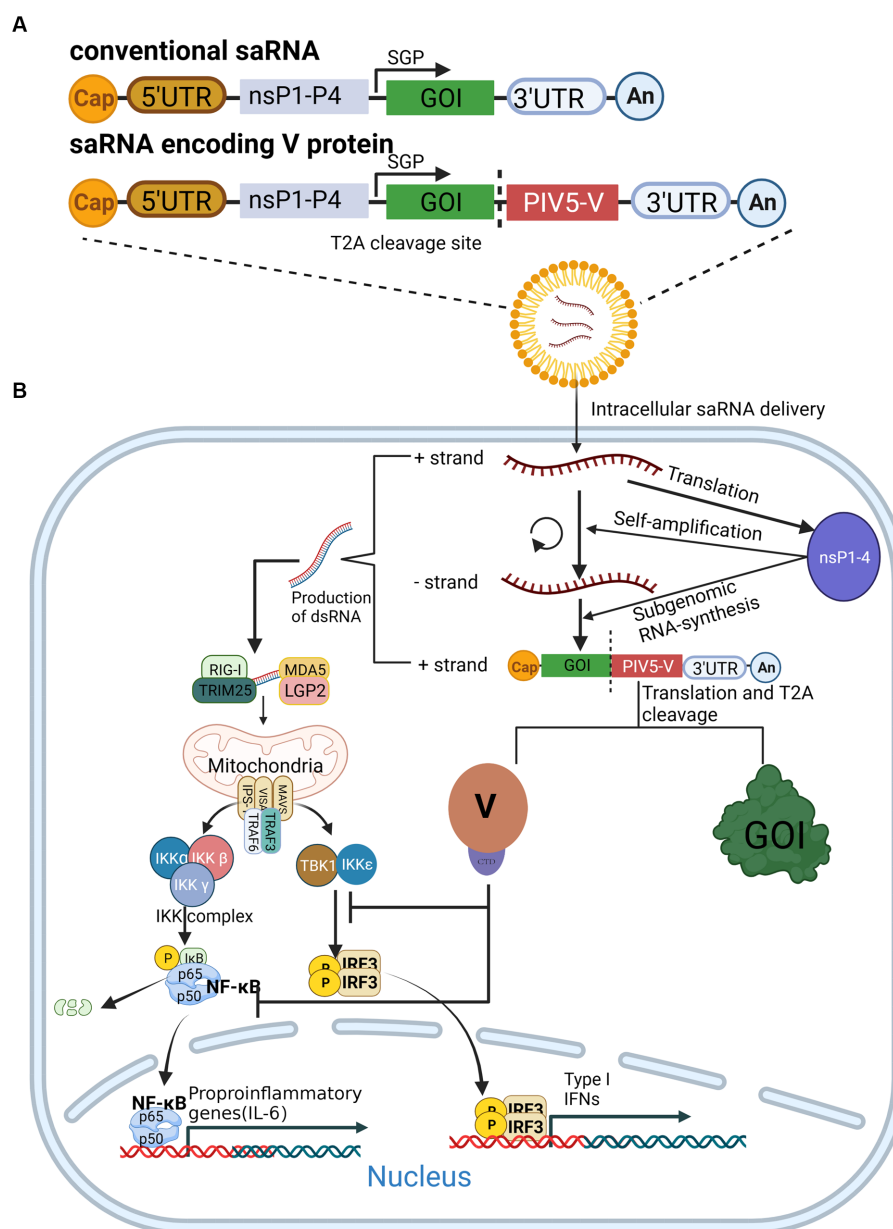 A
conventional saRNA
SGP
Cap 5'UTR nsP1-P4 GOI 3'UTR An
saRNA encoding V protein
SGP
Cap 5'UTR nsP1-P4 GOI PIV5-V 3'UTR An
T2A cleavage site
B
Intracellular saRNA delivery
+ strand
Translation
Self-amplification
nsP1-4
- strand
Production
of dsRNA
Subgenomic
RNA-synthesis
+ strand
Cap GOI PIV5-V 3'UTR An
RIG-I
TRIM25
MDA5
LGP2
Translation and T2A
cleavage
Mitochondria
IPS-
VISA
MAVS
TRAF6
TRAF3
V
CTD
GOI
IKKα
IKK β
IKK γ
IKK complex
TBK1
IKKε
P
IκB
p65
p50
NF-κB
P
IRF3
P
IRF3
NF-κB
p65
p50
Proproinflammatory
genes(IL-6)
Type I
IFNs
P
IRF3
P
IRF3
Nucleus